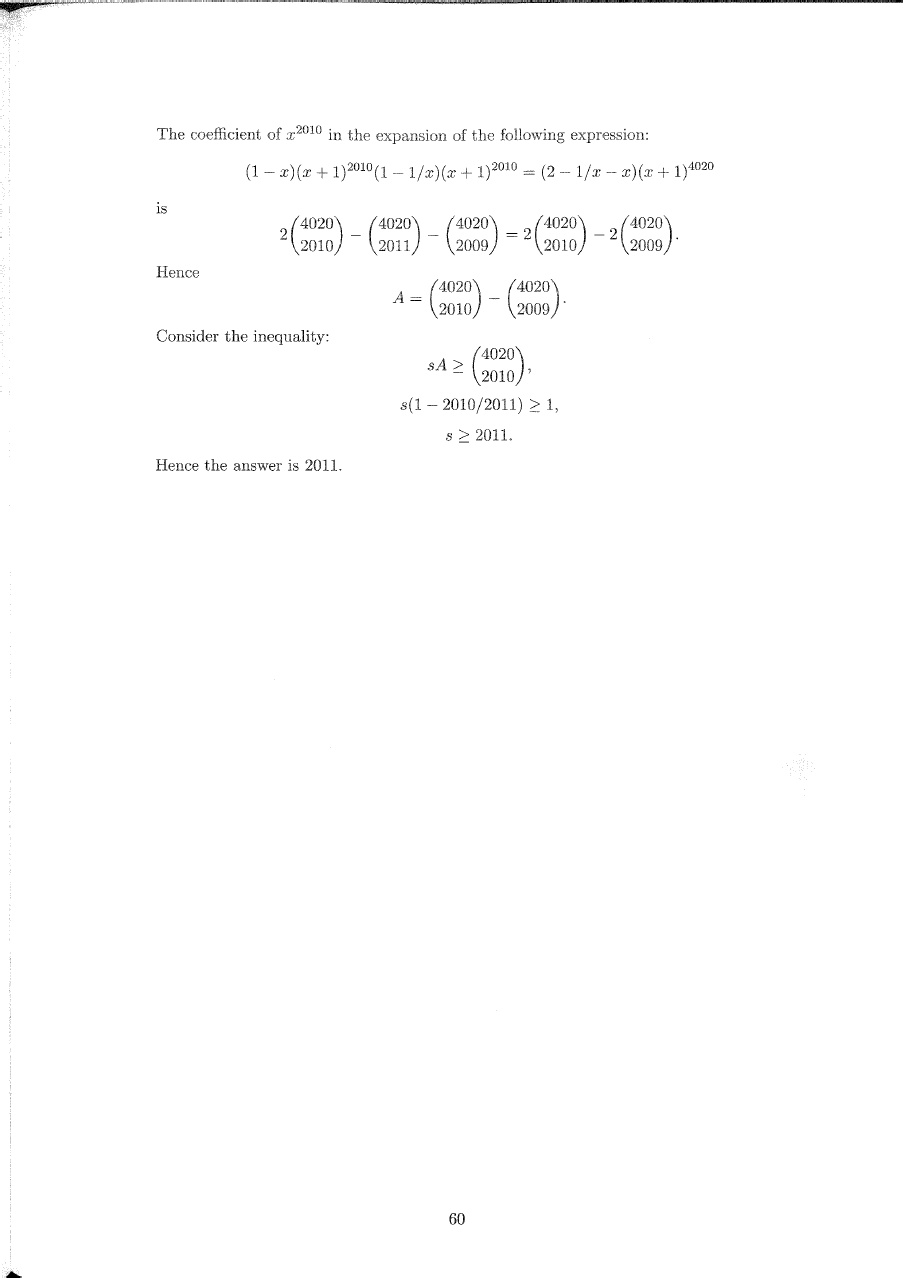 The coefficient of $x^{2010}$ in the expansion of the following expression:
$(1 - x)(x + 1)^{2010}(1 - 1/x)(x + 1)^{2010} = (2 - 1/x - x)(x + 1)^{4020}$
is
$2\binom{4020}{2010} - \binom{4020}{2011} - \binom{4020}{2009} = 2\binom{4020}{2010} - 2\binom{4020}{2009}.$
Hence
$A = \binom{4020}{2010} - \binom{4020}{2009}.$
Consider the inequality:
$sA \geq \binom{4020}{2010},$
$s(1 - 2010/2011) \geq 1,$
$s \geq 2011.$
Hence the answer is 2011.
60